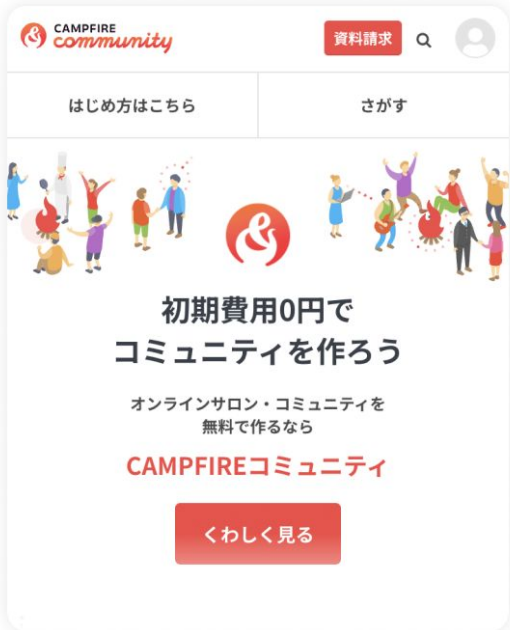 CAMPFIRE
community
資料請求
はじめ方はこちら
さがす
初期費用0円で
コミュニティを作ろう
オンラインサロン・コミュニティを
無料で作るなら
CAMPFIREコミュニティ
くわしく見る